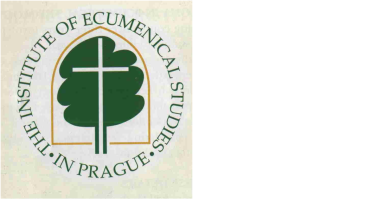 THE INSTITUTE OF ECUMENICAL STUDIES
• IN PRAGUE •